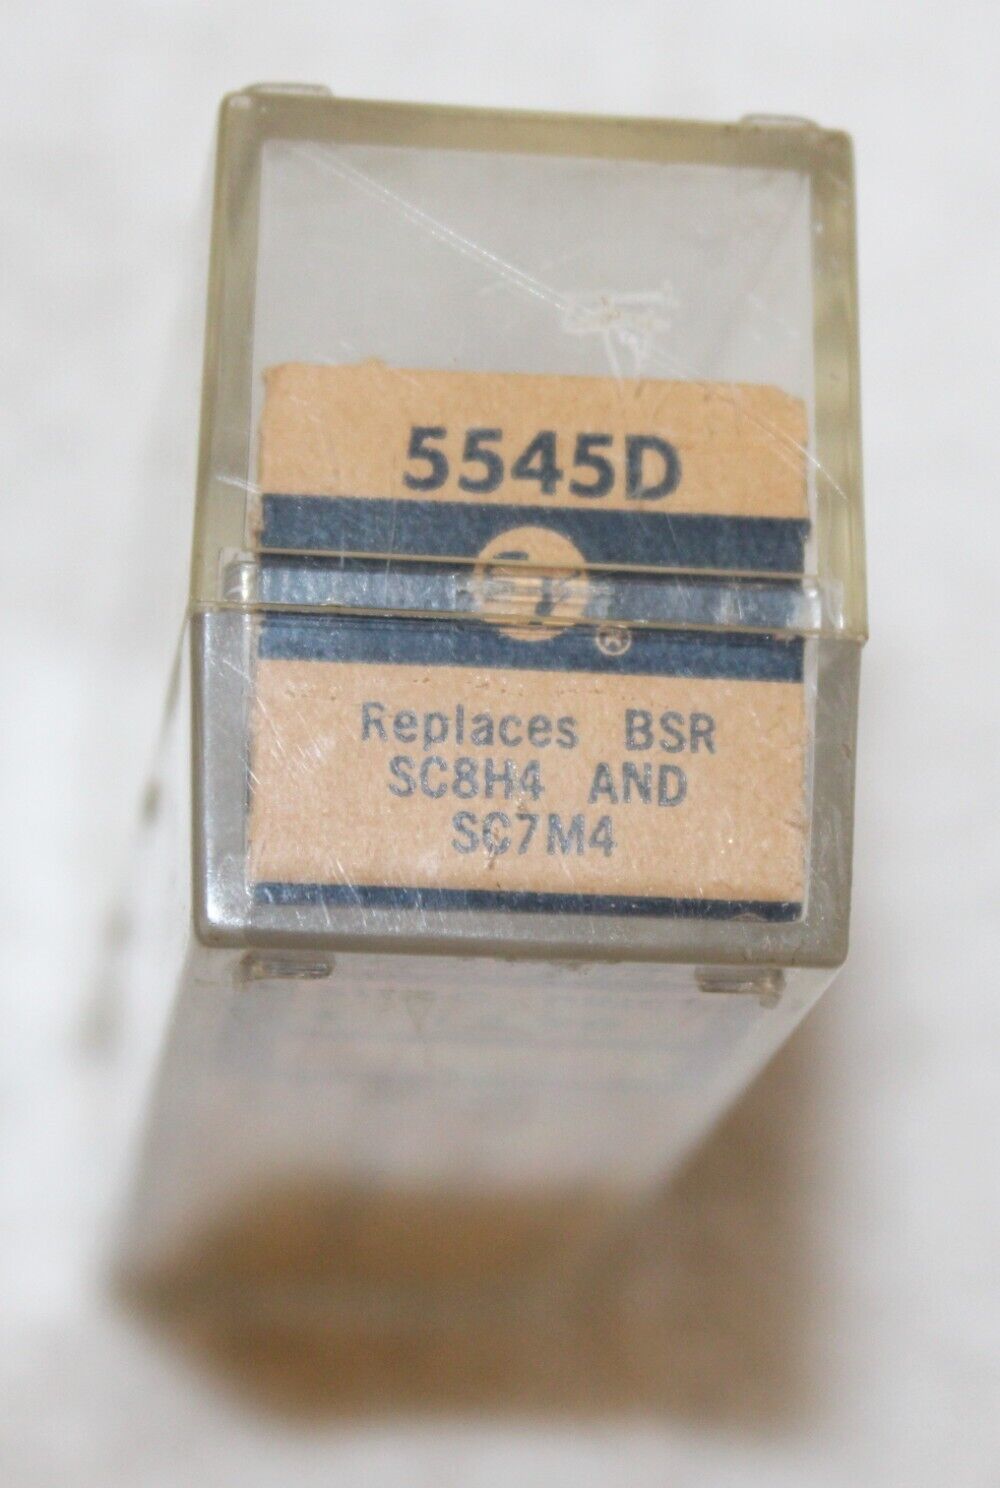 5545D
®
Replaces BSR
SC8H4 AND
SC7M4